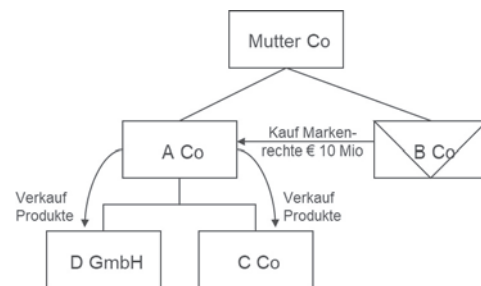 Mutter Co
A Co
Kauf Marken-
rechte € 10 Mio
B Co
Verkauf
Produkte
Verkauf
Produkte
D GmbH
C Co